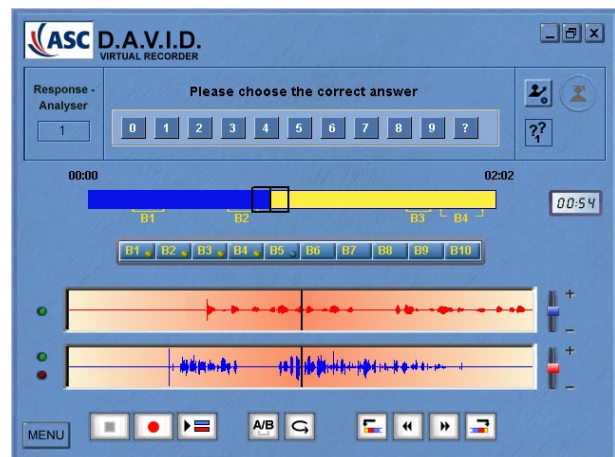 ASC D.A.V.I.D.
VIRTUAL RECORDER
Response -
Analyser
1
Please choose the correct answer
0 1 2 3 4 5 6 7 8 9 ?
??
1
00:00
02:02
00:54
B1 B2 B3 B4
B1 B2 B3 B4 B5 B6 B7 B8 B9 B10
+
−
+
−
MENU
A/B